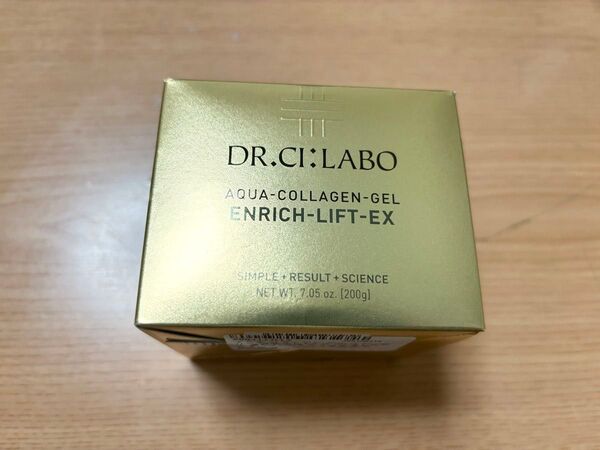 DR.CI:LABO
AQUA-COLLAGEN-GEL
ENRICH-LIFT-EX
SIMPLE + RESULT + SCIENCE
NET WT. 7.05 oz. [200g]